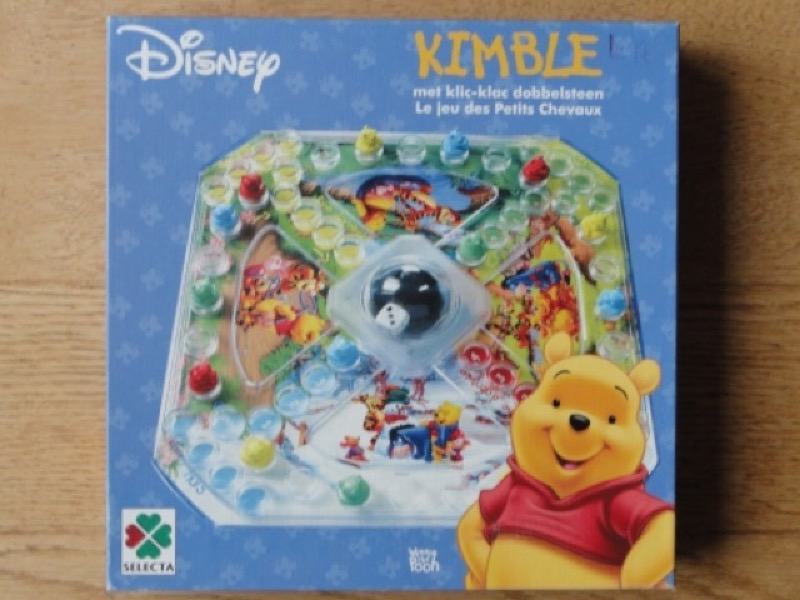 Disney
KIMBLE
met klic-klac dobbelsteen
Le jeu des Petits Chevaux
SELECTA